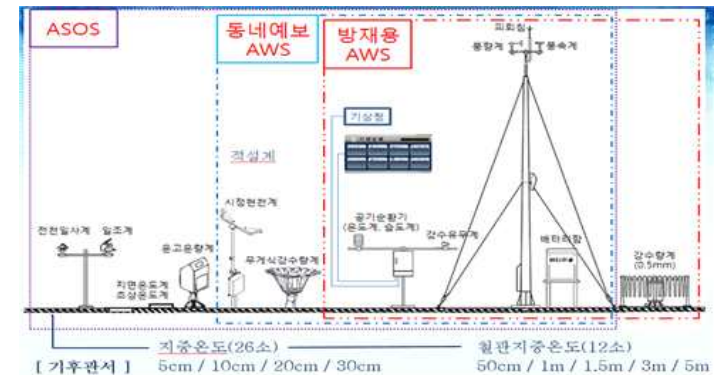 ASOS
동네예보
AWS
방재용
AWS
피뢰침
풍향계
풍속계
기상청
적설계
시정현천계
전천일사계
일조계
운고운량계
공기순환기
(온도계, 습도계)
강수유무계
무게식강수량계
배터리함
강수량계
(0.5mm)
지면온도계
초상온도계
지중온도(26소)
철관지중온도(12소)
[ 기후관서 ]
5cm / 10cm / 20cm / 30cm
50cm / 1m / 1.5m / 3m / 5m